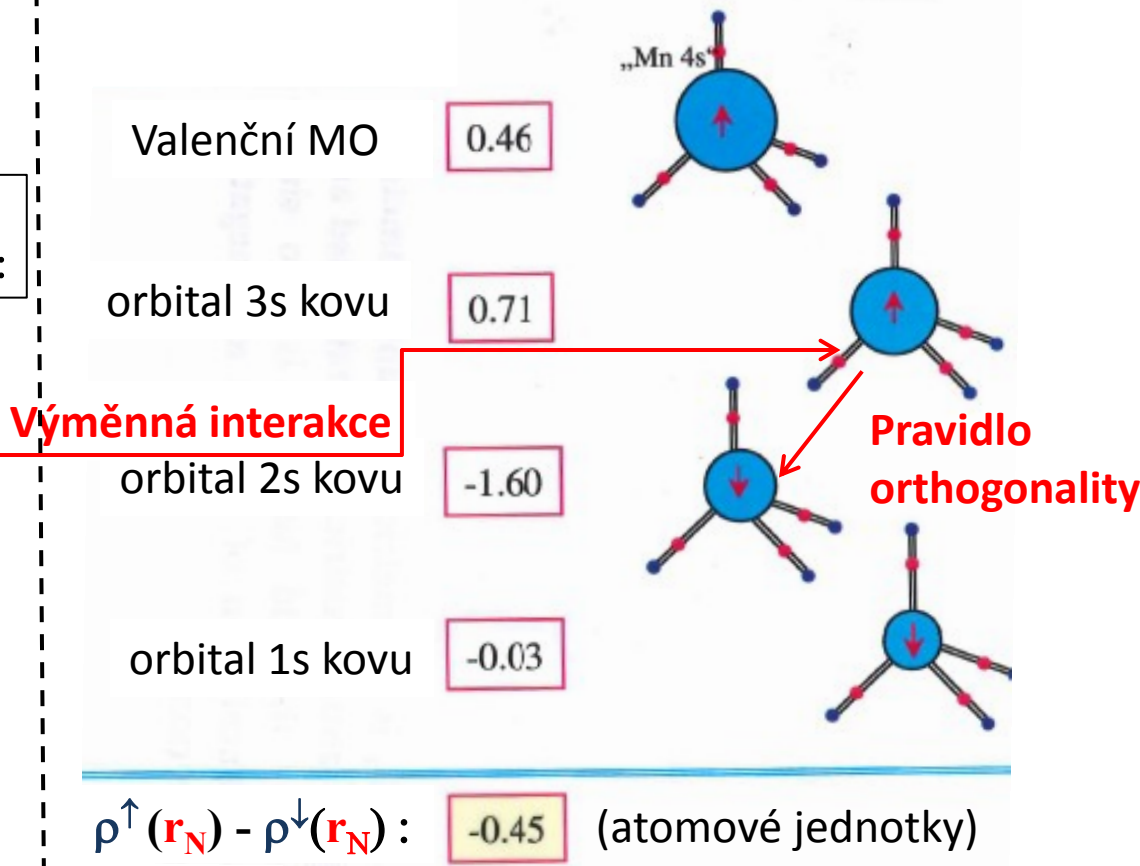 „Mn 4s“
Valenční MO 0.46
:
orbital 3s kovu 0.71
Výměnná interakce
Pravidlo
orthogonality
orbital 2s kovu -1.60
orbital 1s kovu -0.03
ρ↑(rN) - ρ↓(rN) : -0.45 (atomové jednotky)